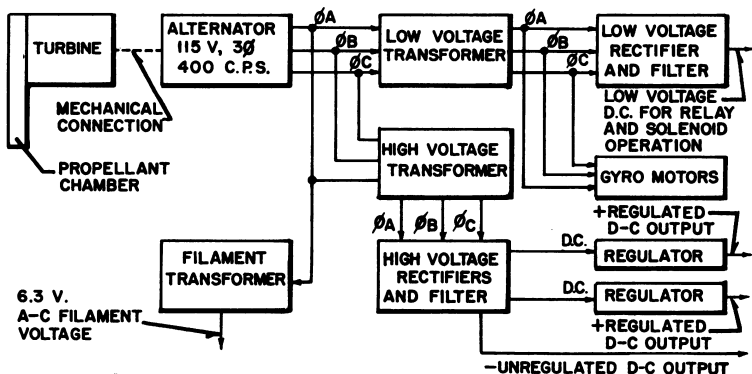 TURBINE
ALTERNATOR
115 V, 3Ø
400 C.P.S.
ØA
ØB
ØC
LOW VOLTAGE
TRANSFORMER
ØA
ØB
ØC
LOW VOLTAGE
RECTIFIER
AND FILTER
MECHANICAL
CONNECTION
LOW VOLTAGE
D.C. FOR RELAY
AND SOLENOID
OPERATION
PROPELLANT
CHAMBER
HIGH VOLTAGE
TRANSFORMER
GYRO MOTORS
ØA
ØB
ØC
+REGULATED
D-C OUTPUT
FILAMENT
TRANSFORMER
HIGH VOLTAGE
RECTIFIERS
AND FILTER
D.C.
REGULATOR
D.C.
REGULATOR
6.3 V.
A-C FILAMENT
VOLTAGE
+REGULATED
D-C OUTPUT
-UNREGULATED D-C OUTPUT